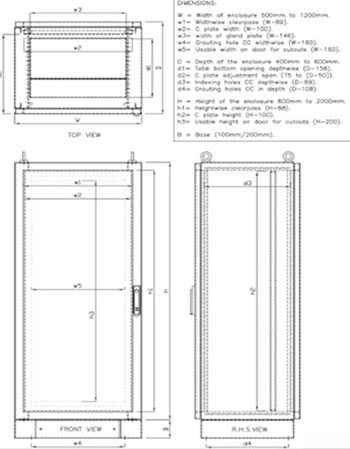 DIMENSIONS:
W = Width of enclosure 500mm to 1200mm.
w1= Widthwise clearpass (W-89).
w2= C plate width (W-100).
w3= width of gland plate (W-146).
w4= Grouting hole CC widthwise (W-160).
w5= Usable width on door for cutouts (W-160).
D = Depth of the enclosure 400mm to 600mm.
d1= Total bottom opening depthwise (D-158).
d2= C plate adjustment span (75 to (D-50)).
d3= Indexing holes CC depthwise (D-89).
d4= Grouting holes CC in depth (D-108).
H = Height of the enclosure 800mm to 2000mm.
h1= Heightwise clearpass (H-88).
h2= C plate height (H-100).
h3= Usable height on door for cutouts (H-200).
B = Base (100mm/200mm).
w3
w2
d1
D
W
TOP VIEW
w1
w2
w5
h3
h1
H
FRONT VIEW
B
w4
d3
h2
R.H.S.VIEW
d4